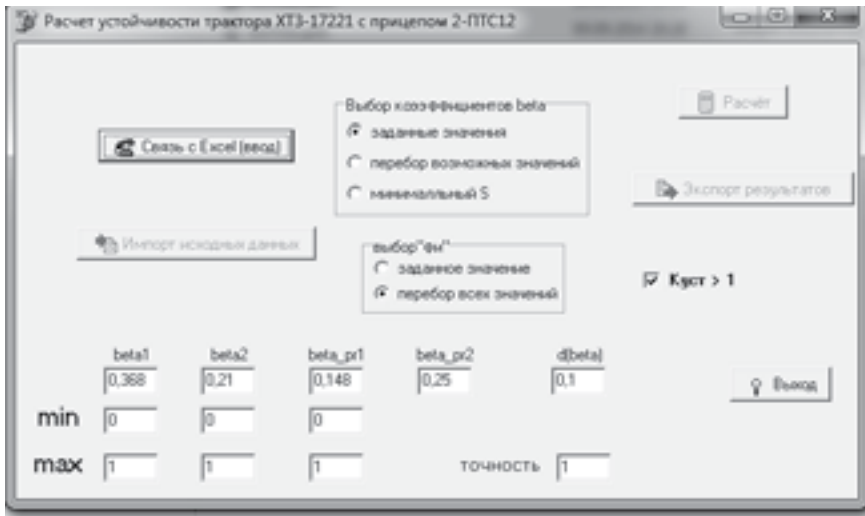 Расчет устойчивости трактора ХТЗ-17221 с прицепом 2-ПТС12
Выбор коэффициентов beta
заданные значения
перебор возможных значений
минимальный S
Связь с Excel (ввод)
Расчёт
Экспорт результатов
Импорт исходных данных
выбор"фи"
заданное значение
перебор всех значений
Куст > 1
beta1 beta2 beta_pr1 beta_pr2 d(beta)
0,368 0,21 0,148 0,25 0,1
Выход
min 0 0 0
max 1 1 1 точность 1